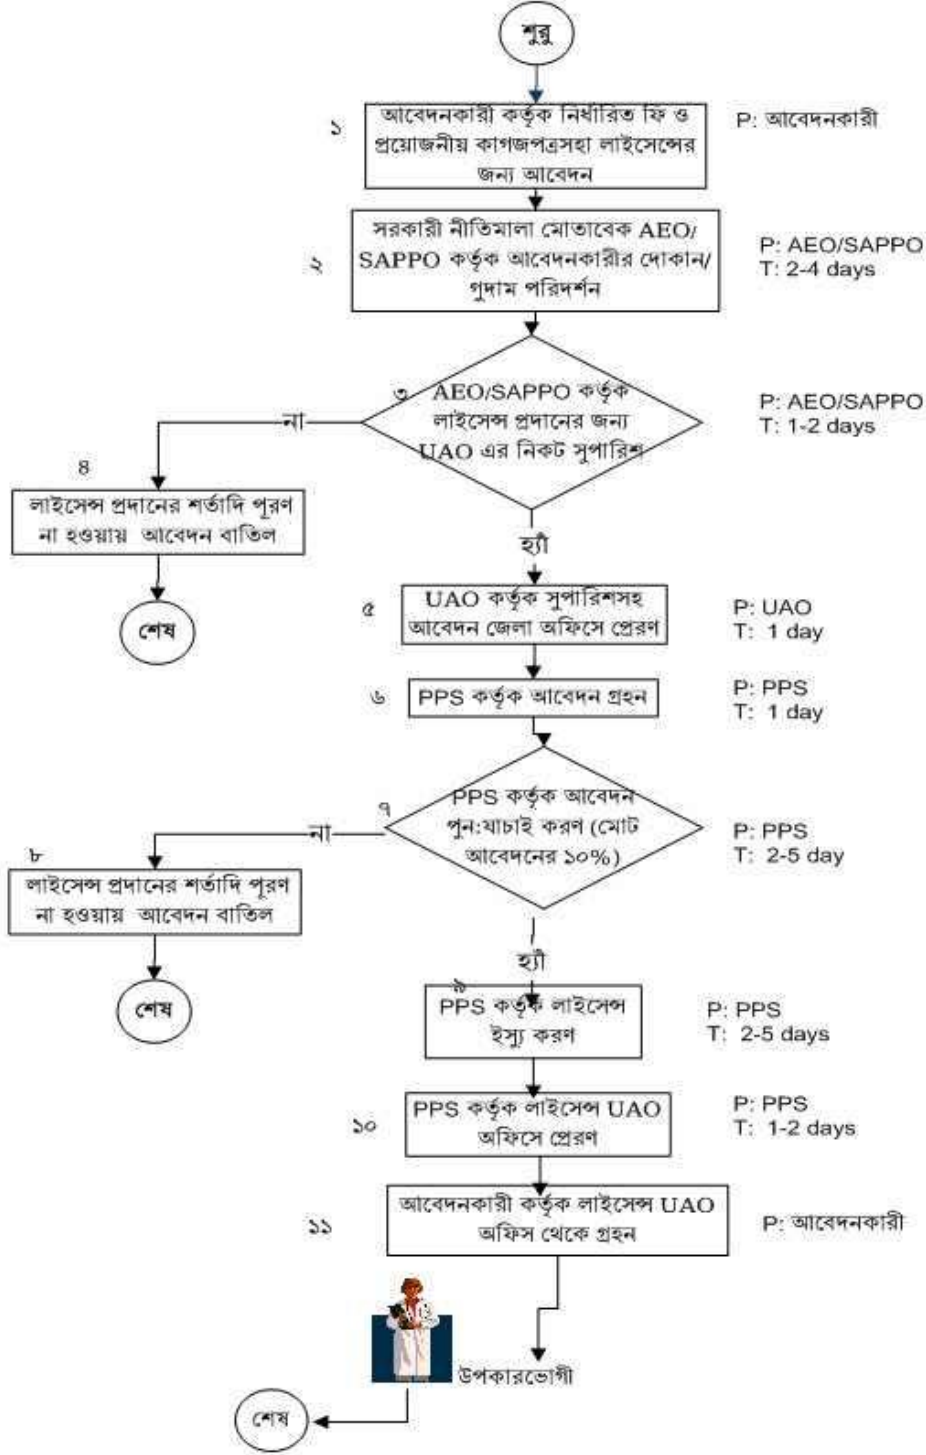 শুরু
১
আবেদনকারী কর্তৃক নির্ধারিত ফি ও
প্রয়োজনীয় কাগজপত্রসহা লাইসেন্সের
জন্য আবেদন
P: আবেদনকারী
২
সরকারী নীতিমালা মোতাবেক AEO/
SAPPO কর্তৃক আবেদনকারীর দোকান/
গুদাম পরিদর্শন
P: AEO/SAPPO
T: 2-4 days
৩
AEO/SAPPO কর্তৃক
লাইসেন্স প্রদানের জন্য
UAO এর নিকট সুপারিশ
P: AEO/SAPPO
T: 1-2 days
না
৪
লাইসেন্স প্রদানের শর্তাদি পূরণ
না হওয়ায় আবেদন বাতিল
শেষ
হ্যাঁ
৫
UAO কর্তৃক সুপারিশসহ
আবেদন জেলা অফিসে প্রেরণ
P: UAO
T: 1 day
৬
PPS কর্তৃক আবেদন গ্রহন
P: PPS
T: 1 day
৭
PPS কর্তৃক আবেদন
পুন:যাচাই করণ (মোট
আবেদনের ১০%)
P: PPS
T: 2-5 day
না
৮
লাইসেন্স প্রদানের শর্তাদি পূরণ
না হওয়ায় আবেদন বাতিল
শেষ
হ্যাঁ
৯
PPS কর্তৃক লাইসেন্স
ইস্যু করণ
P: PPS
T: 2-5 days
১০
PPS কর্তৃক লাইসেন্স UAO
অফিসে প্রেরণ
P: PPS
T: 1-2 days
১১
আবেদনকারী কর্তৃক লাইসেন্স UAO
অফিস থেকে গ্রহন
P: আবেদনকারী
উপকারভোগী
শেষ